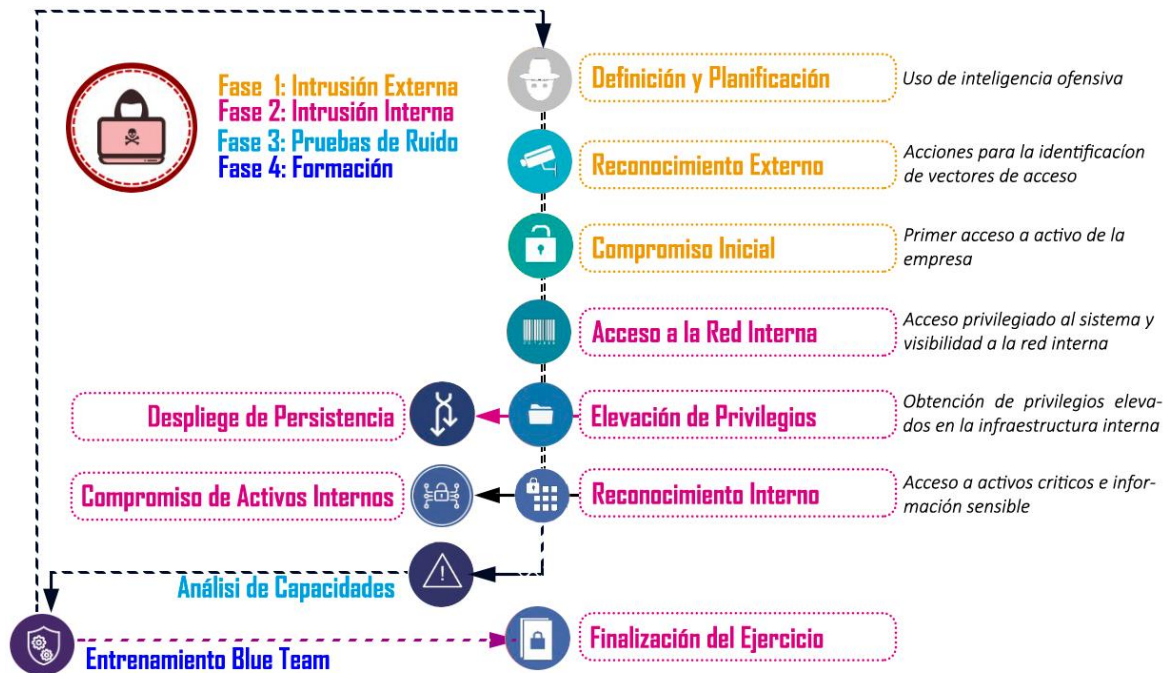 Fase 1: Intrusión Externa
Fase 2: Intrusión Interna
Fase 3: Pruebas de Ruido
Fase 4: Formación
Definición y Planificación
Uso de inteligencia ofensiva
Reconocimiento Externo
Acciones para la identificacíon
de vectores de acceso
Compromiso Inicial
Primer acceso a activo de la
empresa
Acceso a la Red Interna
Acceso privilegiado al sistema y
visibilidad a la red interna
Despliege de Persistencia
Elevación de Privilegios
Obtención de privilegios eleva-
dos en la infraestructura interna
Compromiso de Activos Internos
Reconocimiento Interno
Acceso a activos criticos e infor-
mación sensible
Análisi de Capacidades
Finalización del Ejercicio
Entrenamiento Blue Team